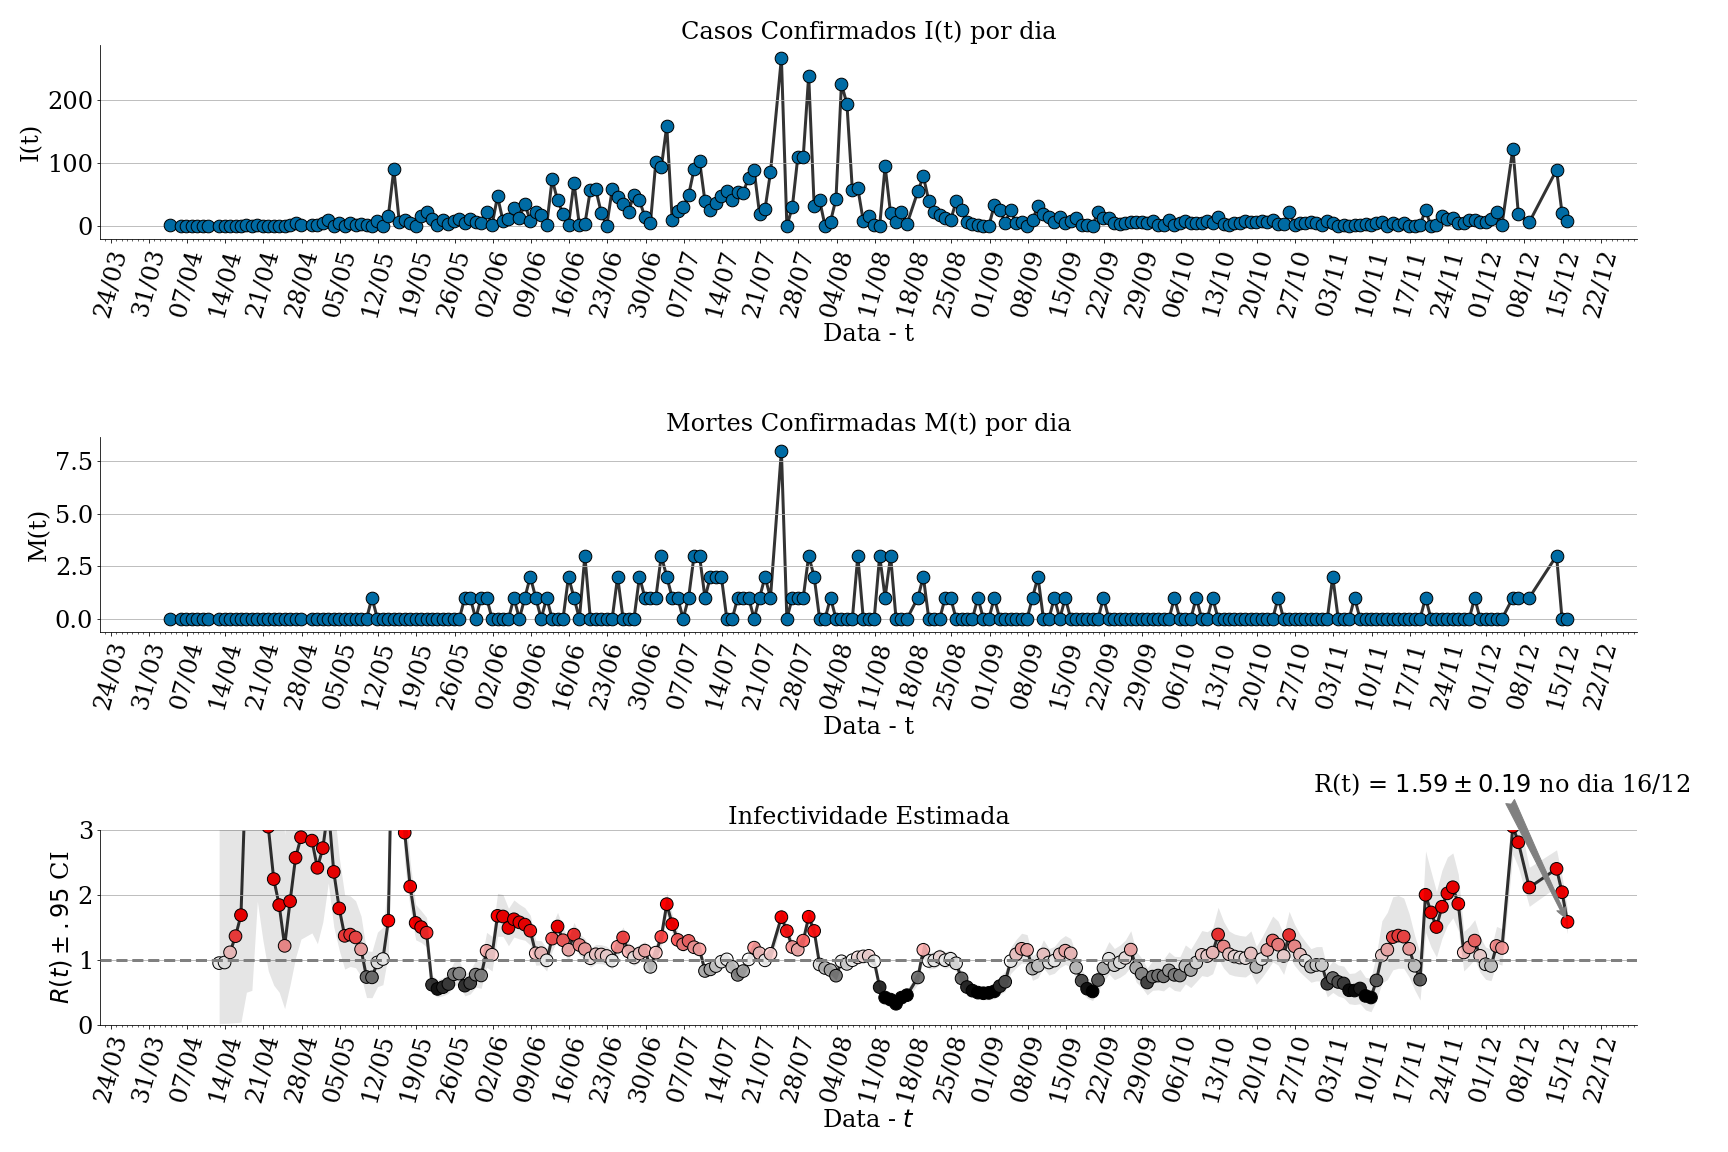 Casos Confirmados I(t) por dia
I(t)
200
100
0
24/03 31/03 07/04 14/04 21/04 28/04 05/05 12/05 19/05 26/05 02/06 09/06 16/06 23/06 30/06 07/07 14/07 21/07 28/07 04/08 11/08 18/08 25/08 01/09 08/09 15/09 22/09 29/09 06/10 13/10 20/10 27/10 03/11 10/11 17/11 24/11 01/12 08/12 15/12 22/12
Data - t
Mortes Confirmadas M(t) por dia
M(t)
7.5
5.0
2.5
0.0
24/03 31/03 07/04 14/04 21/04 28/04 05/05 12/05 19/05 26/05 02/06 09/06 16/06 23/06 30/06 07/07 14/07 21/07 28/07 04/08 11/08 18/08 25/08 01/09 08/09 15/09 22/09 29/09 06/10 13/10 20/10 27/10 03/11 10/11 17/11 24/11 01/12 08/12 15/12 22/12
Data - t
R(t) = 1.59 ± 0.19 no dia 16/12
Infectividade Estimada
R(t) ± .95 CI
3
2
1
0
24/03 31/03 07/04 14/04 21/04 28/04 05/05 12/05 19/05 26/05 02/06 09/06 16/06 23/06 30/06 07/07 14/07 21/07 28/07 04/08 11/08 18/08 25/08 01/09 08/09 15/09 22/09 29/09 06/10 13/10 20/10 27/10 03/11 10/11 17/11 24/11 01/12 08/12 15/12 22/12
Data - t